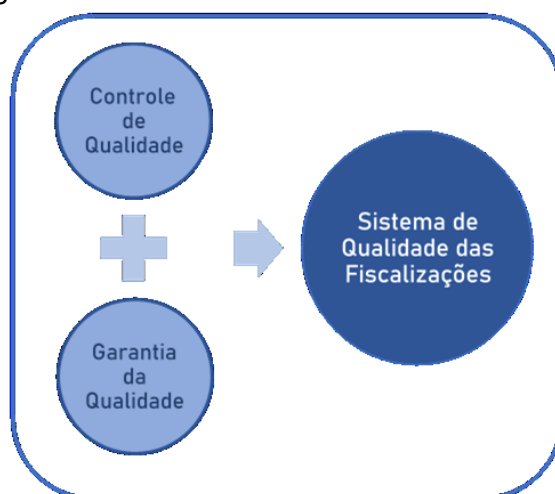 Controle
de
Qualidade
Sistema de
Qualidade das
Fiscalizações
Garantia
da
Qualidade